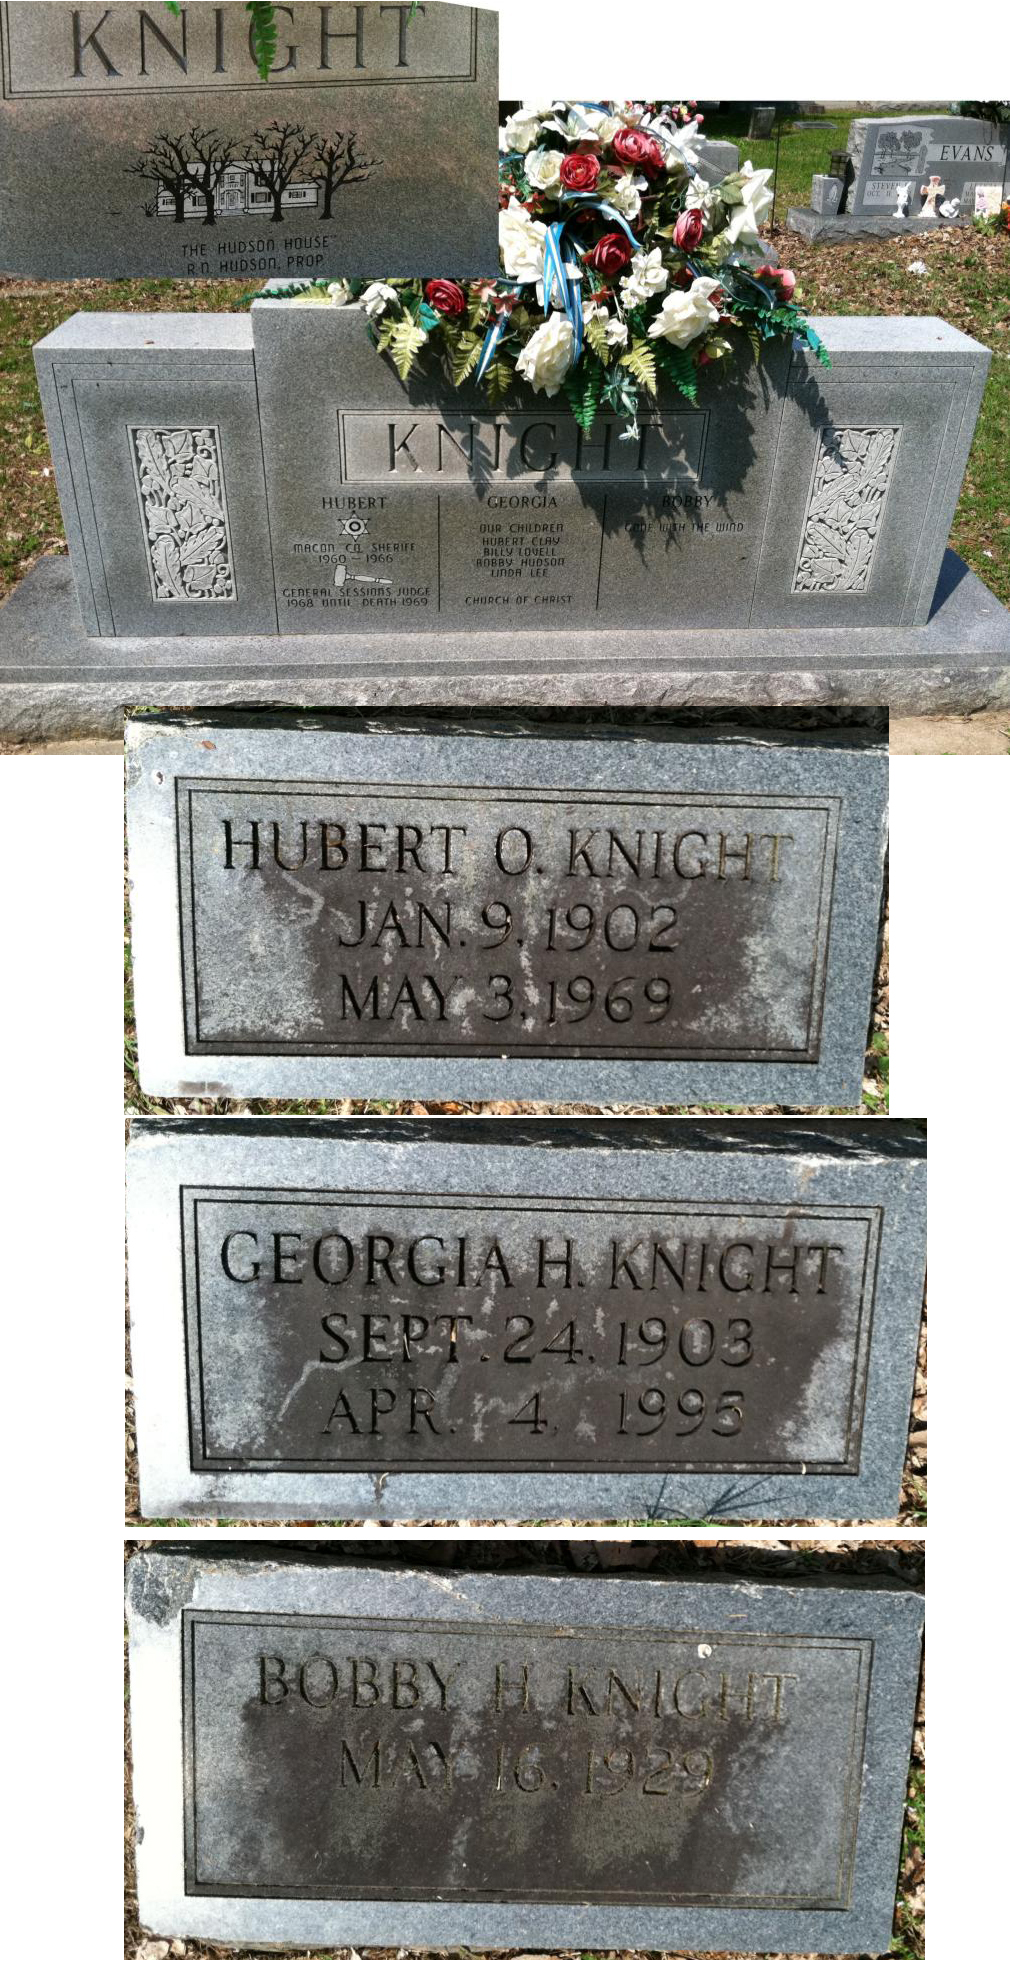 KNIGHT
THE HUDSON HOUSE"
R.N. HUDSON, PROP.
EVANS
STEVEN
OCT.
KNIGHT
HUBERT
MACON CO. SHERIFF
1960 - 1966
GENERAL SESSIONS JUDGE
1968 UNTIL DEATH 1969
GEORGIA
OUR CHILDREN
HUBERT CLAY
BILLY LOVELL
BOBBY HUDSON
LINDA LEE
CHURCH OF CHRIST
BOBBY
GONE WITH THE WIND
HUBERT O. KNIGHT
JAN. 9, 1902
MAY 3, 1969
GEORGIA H. KNIGHT
SEPT. 24, 1903
APR. 4, 1995
BOBBY H. KNIGHT
MAY 16, 1929